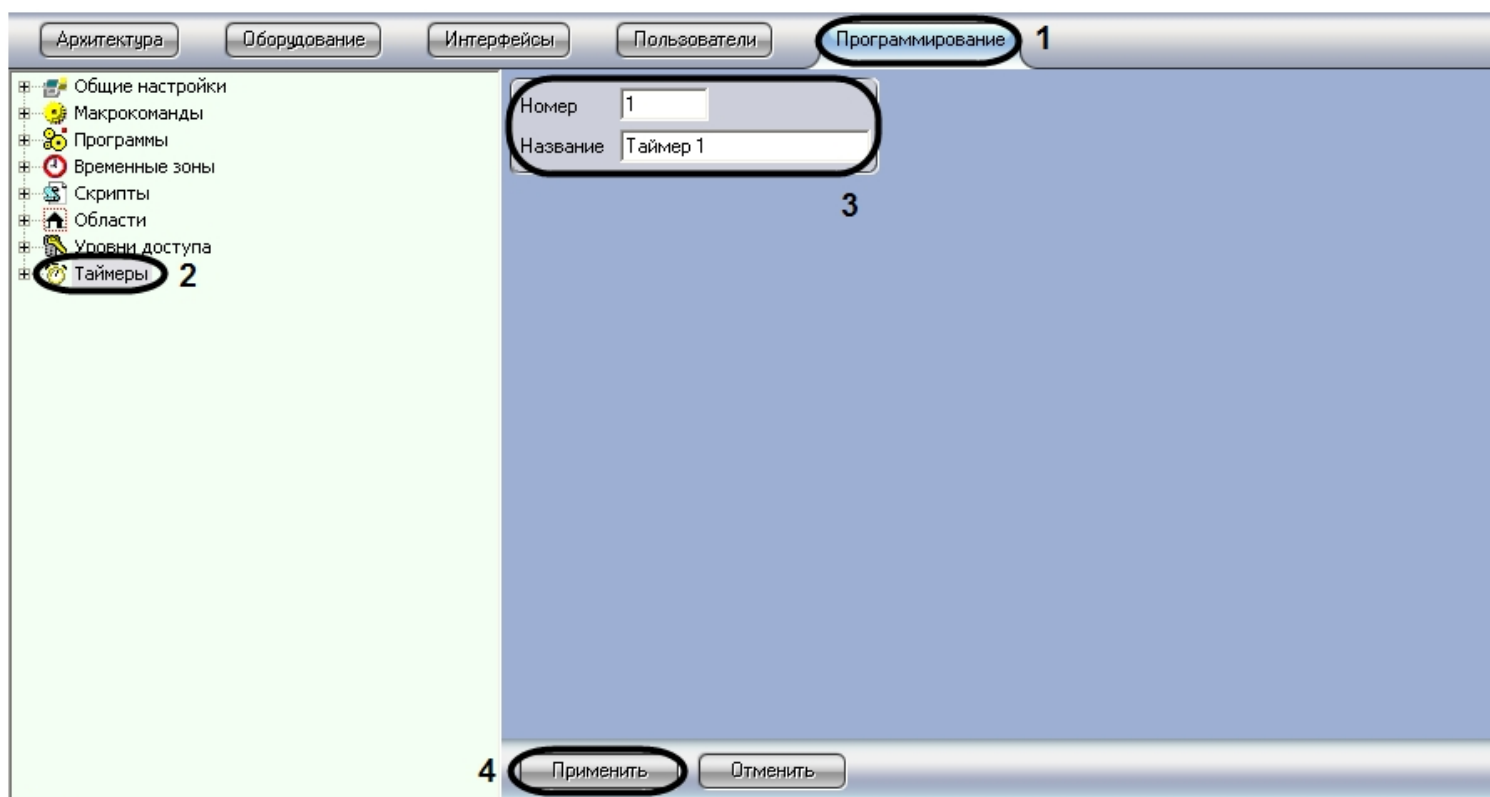 Архитектура Оборудование Интерфейсы Пользователи Программирование 1
Общие настройки
Макрокоманды
Программы
Временные зоны
Скрипты
Области
Уровни доступа
Таймеры 2
Номер 1
Название Таймер 1
3
4 Применить Отменить